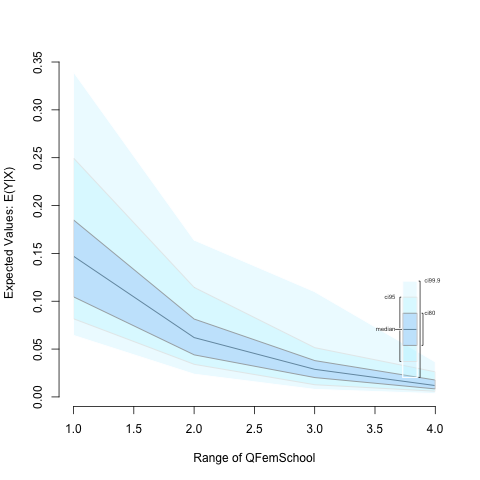 Expected Values: E(Y|X)
0.35
0.30
0.25
0.20
0.15
0.10
0.05
0.00
ci99.9
ci95
ci80
median
1.0 1.5 2.0 2.5 3.0 3.5 4.0
Range of QFemSchool